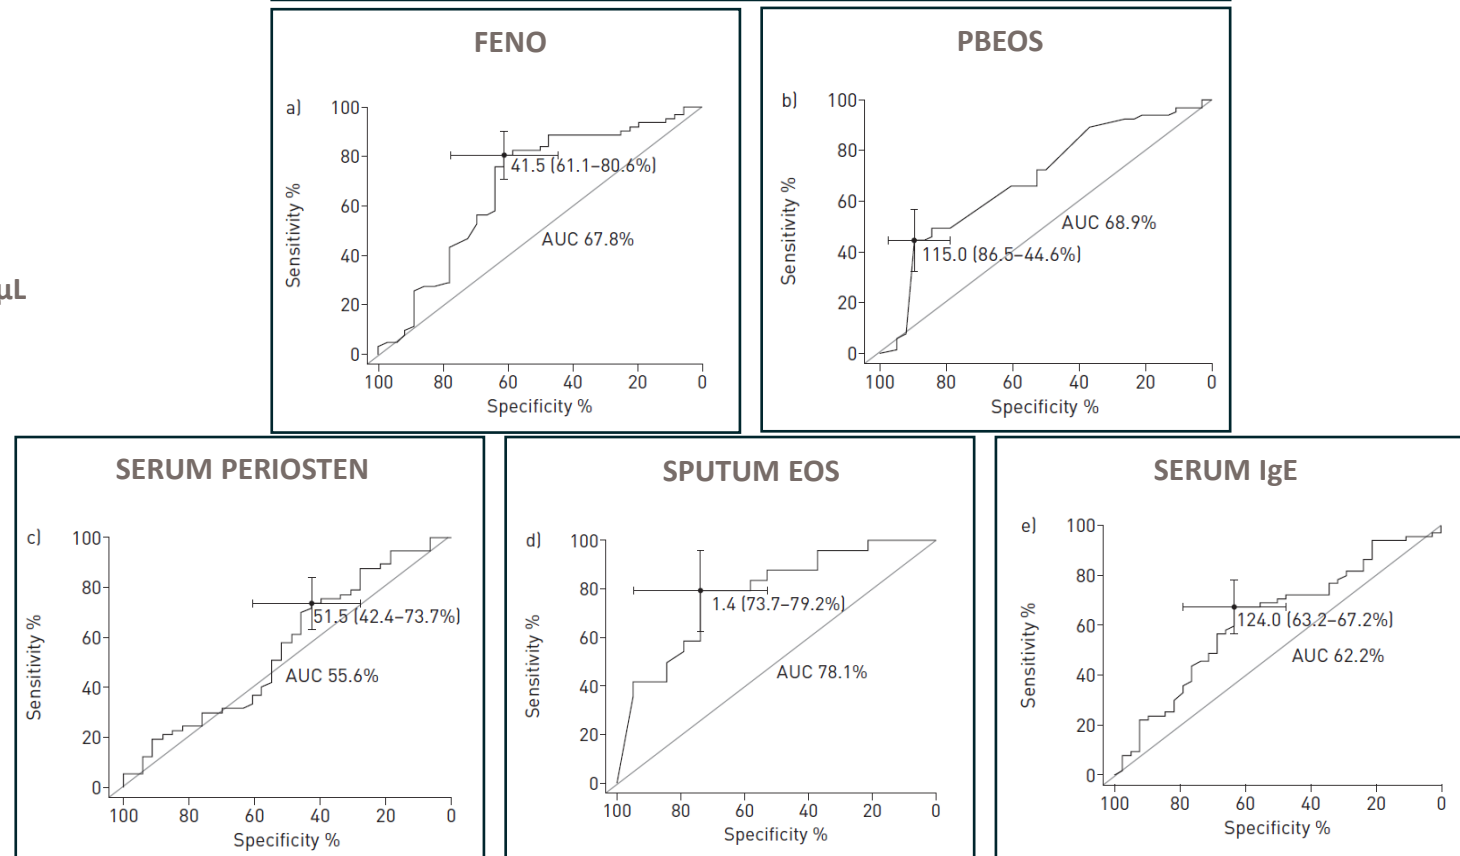 FENO
a)
100
80
60
40
20
0
Sensitivity %
41.5 (61.1–80.6%)
AUC 67.8%
100 80 60 40 20 0
Specificity %
PBEOS
b)
100
80
60
40
20
0
Sensitivity %
115.0 (86.5–44.6%)
AUC 68.9%
100 80 60 40 20 0
Specificity %
µL
SERUM PERIOSTEN
c)
100
80
60
40
20
0
Sensitivity %
51.5 (42.4–73.7%)
AUC 55.6%
100 80 60 40 20 0
Specificity %
SPUTUM EOS
d)
100
80
60
40
20
0
Sensitivity %
1.4 (73.7–79.2%)
AUC 78.1%
100 80 60 40 20 0
Specificity %
SERUM IgE
e)
100
80
60
40
20
0
Sensitivity %
124.0 (63.2–67.2%)
AUC 62.2%
100 80 60 40 20 0
Specificity %